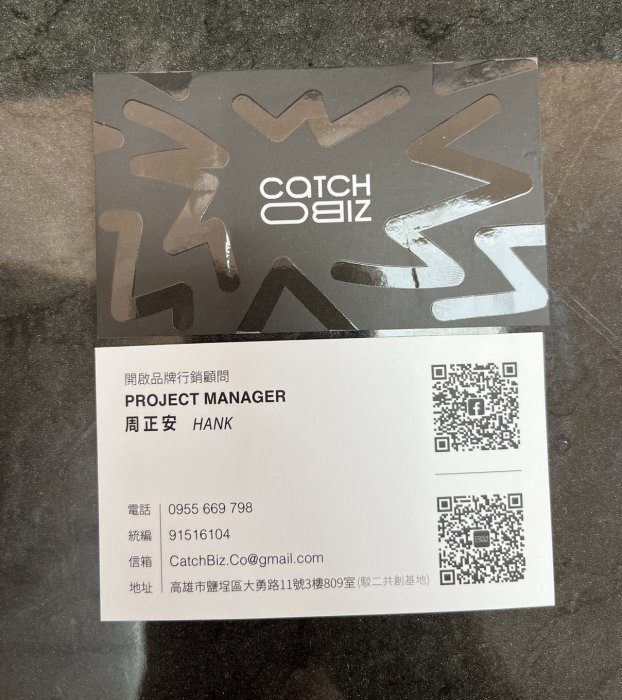 CATCH
BIZ
開啟品牌行銷顧問
PROJECT MANAGER
周正安 HANK
電話 0955 669 798
統編 91516104
信箱 CatchBiz.Co@gmail.com
地址 高雄市鹽埕區大勇路11號3樓809室(駁二共創基地)
CATCH
BIZ